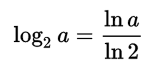 log₂ a = ln a / ln 2